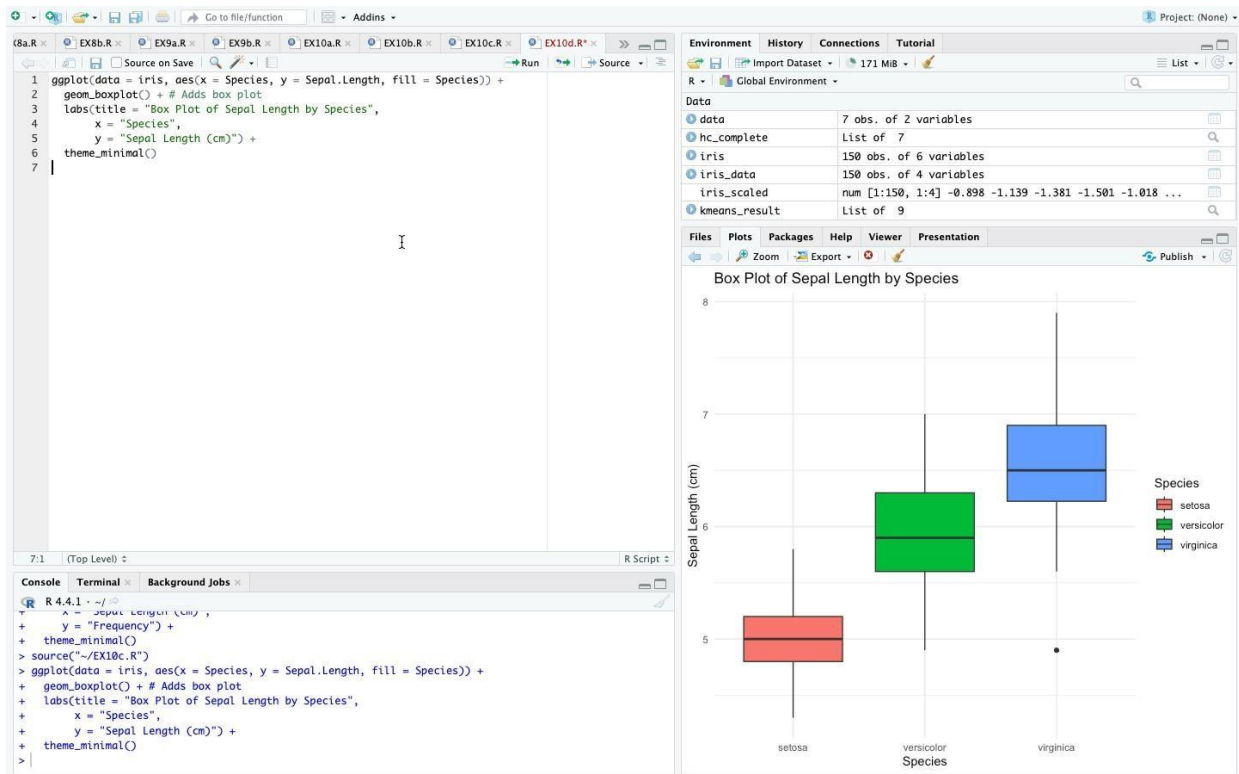 Go to file/function
Addins
Project: (None)
(8a.R
EX8b.R
EX9a.R
EX9b.R
EX10a.R
EX10b.R
EX10c.R
EX10d.R*
Source on Save
Run
Source
1 ggplot(data = iris, aes(x = Species, y = Sepal.Length, fill = Species)) +
2 geom_boxplot() + # Adds box plot
3 labs(title = "Box Plot of Sepal Length by Species",
4 x = "Species",
5 y = "Sepal Length (cm)") +
6 theme_minimal()
7
7:1 (Top Level)
R Script
Console Terminal Background Jobs
R 4.4.1 · ~/
+ x = "Sepal Length (cm)",
+ y = "Frequency") +
+ theme_minimal()
> source("~/EX10c.R")
> ggplot(data = iris, aes(x = Species, y = Sepal.Length, fill = Species)) +
+ geom_boxplot() + # Adds box plot
+ labs(title = "Box Plot of Sepal Length by Species",
+ x = "Species",
+ y = "Sepal Length (cm)") +
+ theme_minimal()
>
Environment History Connections Tutorial
Import Dataset
171 MiB
List
R Global Environment
Data
data 7 obs. of 2 variables
hc_complete List of 7
iris 150 obs. of 6 variables
iris_data 150 obs. of 4 variables
iris_scaled num [1:150, 1:4] -0.898 -1.139 -1.381 -1.501 -1.018 ...
kmeans_result List of 9
Files Plots Packages Help Viewer Presentation
Zoom Export Publish
Box Plot of Sepal Length by Species
8
7
6
5
Sepal Length (cm)
setosa versicolor virginica
Species
Species
setosa
versicolor
virginica